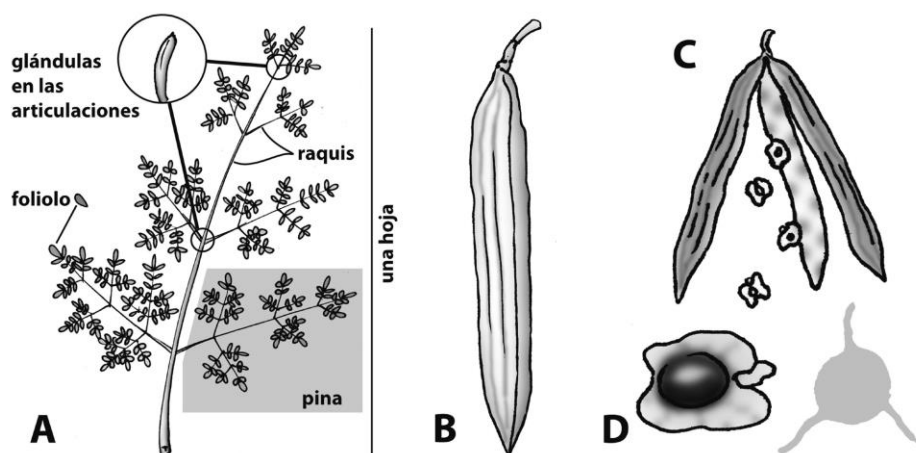 A
glándulas
en las
articulaciones
foliolo
raquis
pina
una hoja
B
C
D